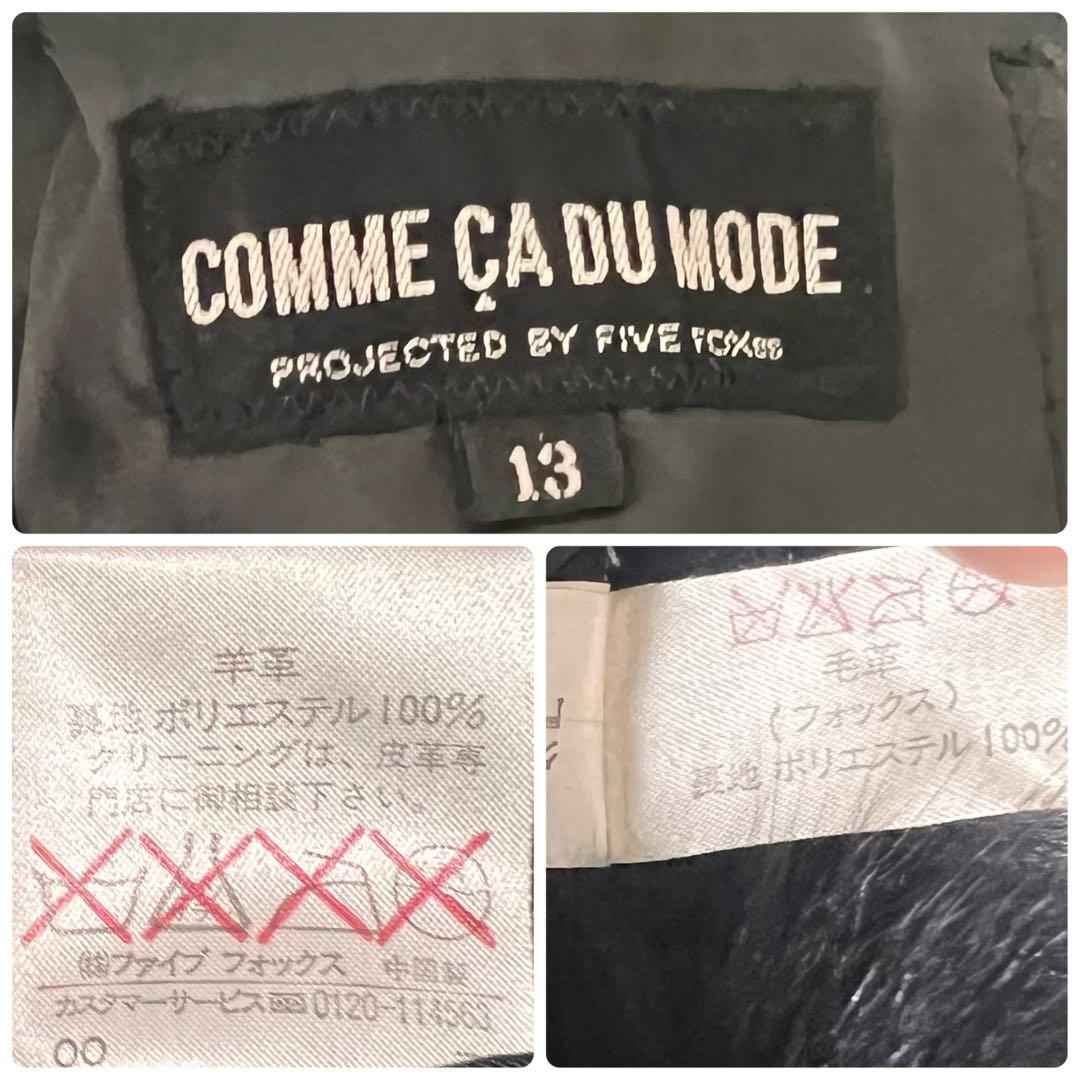 COMME ÇA DU MODE
PROJECTED BY FIVE FOXES
13
羊革
裏地 ポリエステル100%
クリーニングは、皮革専
門店に御相談下さい。
㈱ファイブ フォックス 中国製
カスタマーサービス 0120-114563
00
毛革
(フォックス)
裏地 ポリエステル100%